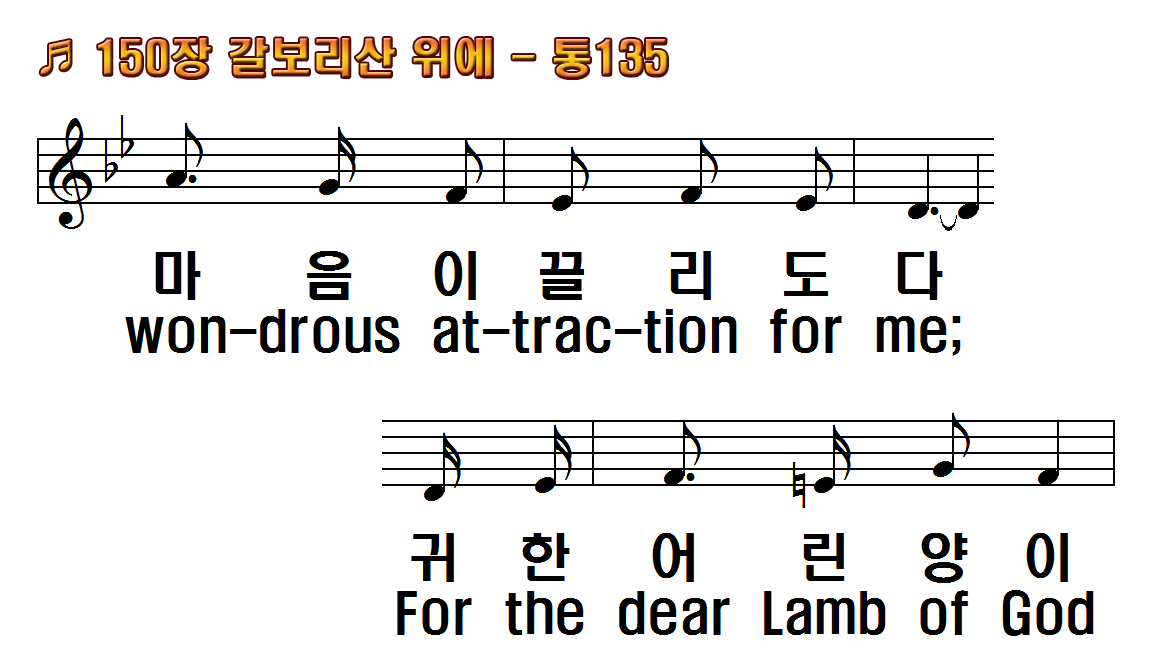 ♬ 150장 갈보리산 위에 - 통135
마 음 이 끌 리 도 다
won-drous at-trac-tion for me;
귀 한 어 린 양 이
For the dear Lamb of God